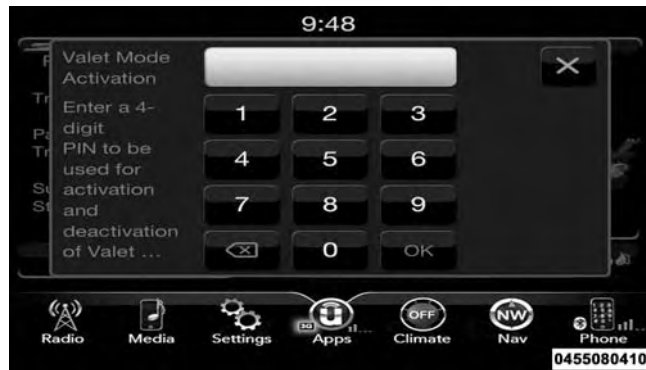 9:48
Valet Mode
Activation
Enter a 4-
digit
PIN to be
used for
activation
and
deactivation
of Valet ...
1 2 3
4 5 6
7 8 9
0 OK
3G
OFF
NW
Radio Media Settings Apps Climate Nav Phone
0455080410